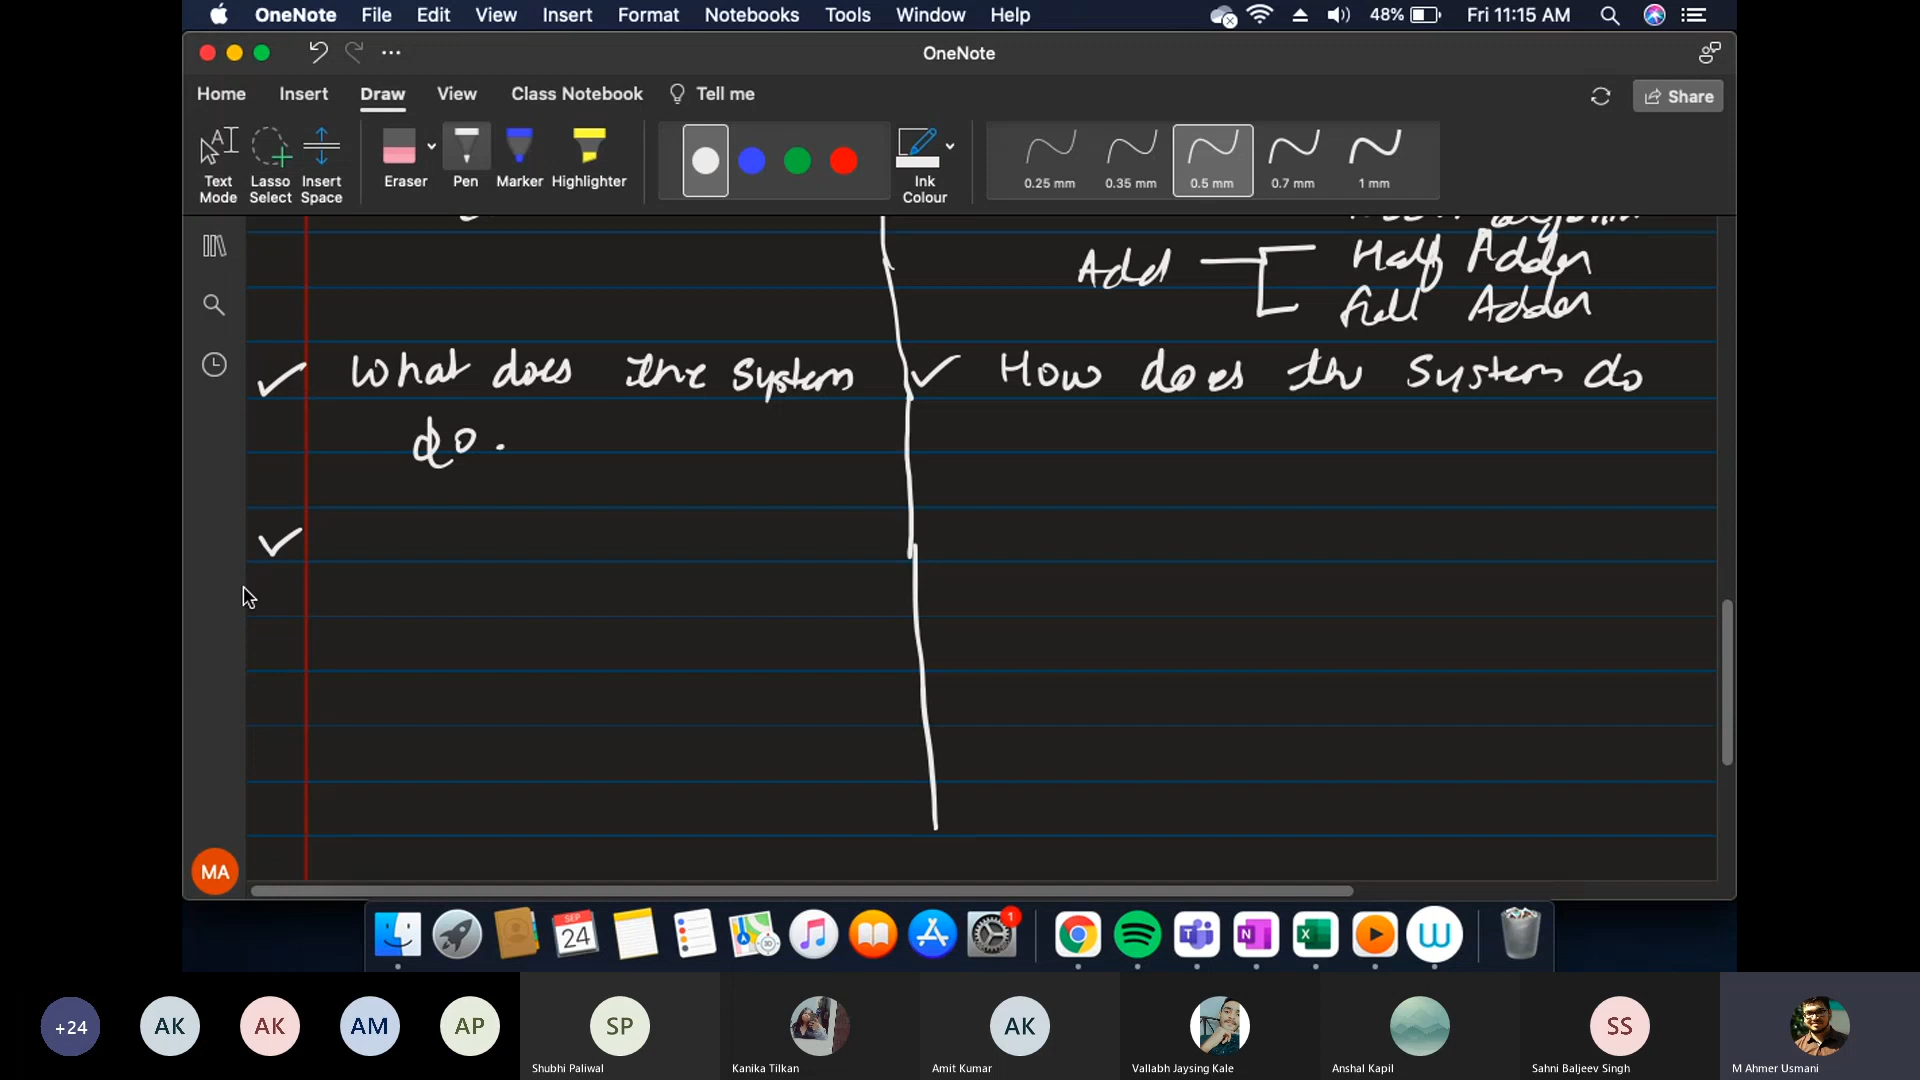 OneNote File Edit View Insert Format Notebooks Tools Window Help 48% Fri 11:15 AM
OneNote
Home Insert Draw View Class Notebook Tell me Share
Text Mode Lasso Select Insert Space Eraser Pen Marker Highlighter Ink Colour 0.25 mm 0.35 mm 0.5 mm 0.7 mm 1 mm
Half Adder
Add
Full Adder
✓ What does the system
do.
✓ How does the system do
✓
MA
SEP
24
1
+24 AK AK AM AP SP AK SS
Shubhi Paliwal Kanika Tilkan Amit Kumar Vallabh Jaysing Kale Anshal Kapil Sahni Baljeev Singh M Ahmer Usmani